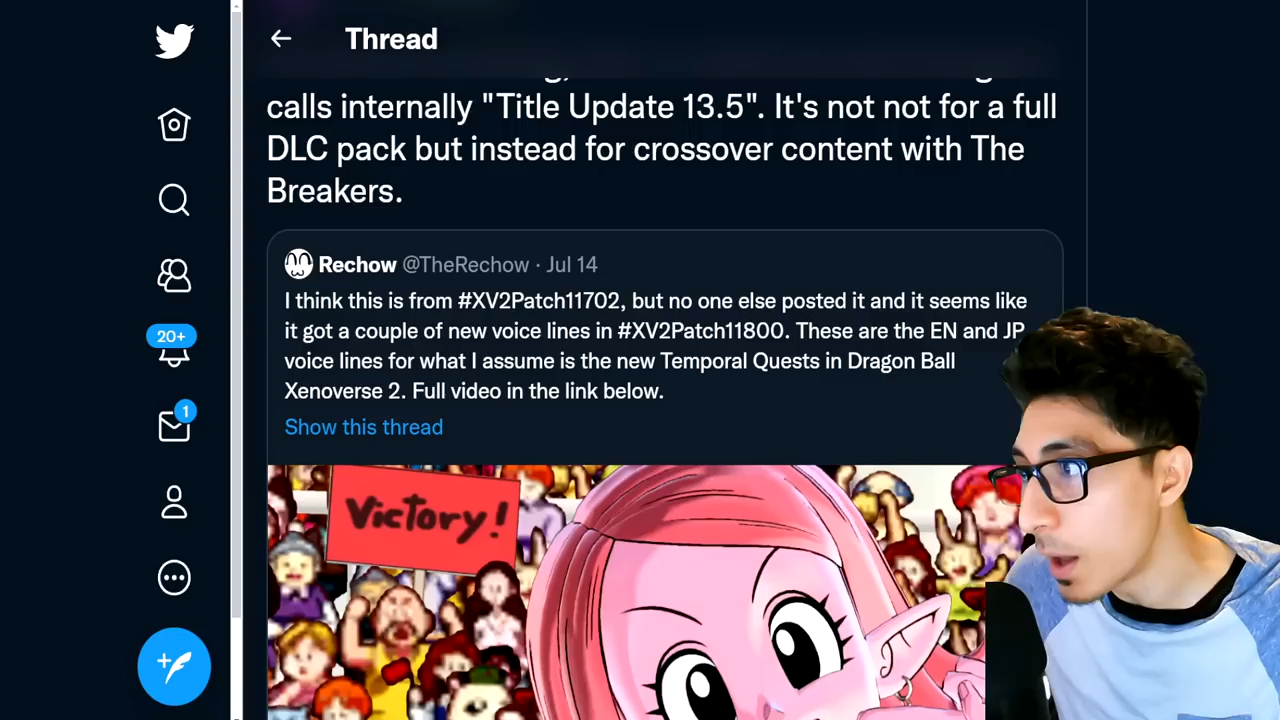 Thread
calls internally "Title Update 13.5". It's not not for a full
DLC pack but instead for crossover content with The
Breakers.
Rechow @TheRechow · Jul 14
I think this is from #XV2Patch11702, but no one else posted it and it seems like
it got a couple of new voice lines in #XV2Patch11800. These are the EN and JP
voice lines for what I assume is the new Temporal Quests in Dragon Ball
Xenoverse 2. Full video in the link below.
Show this thread
Victory!
20+
1